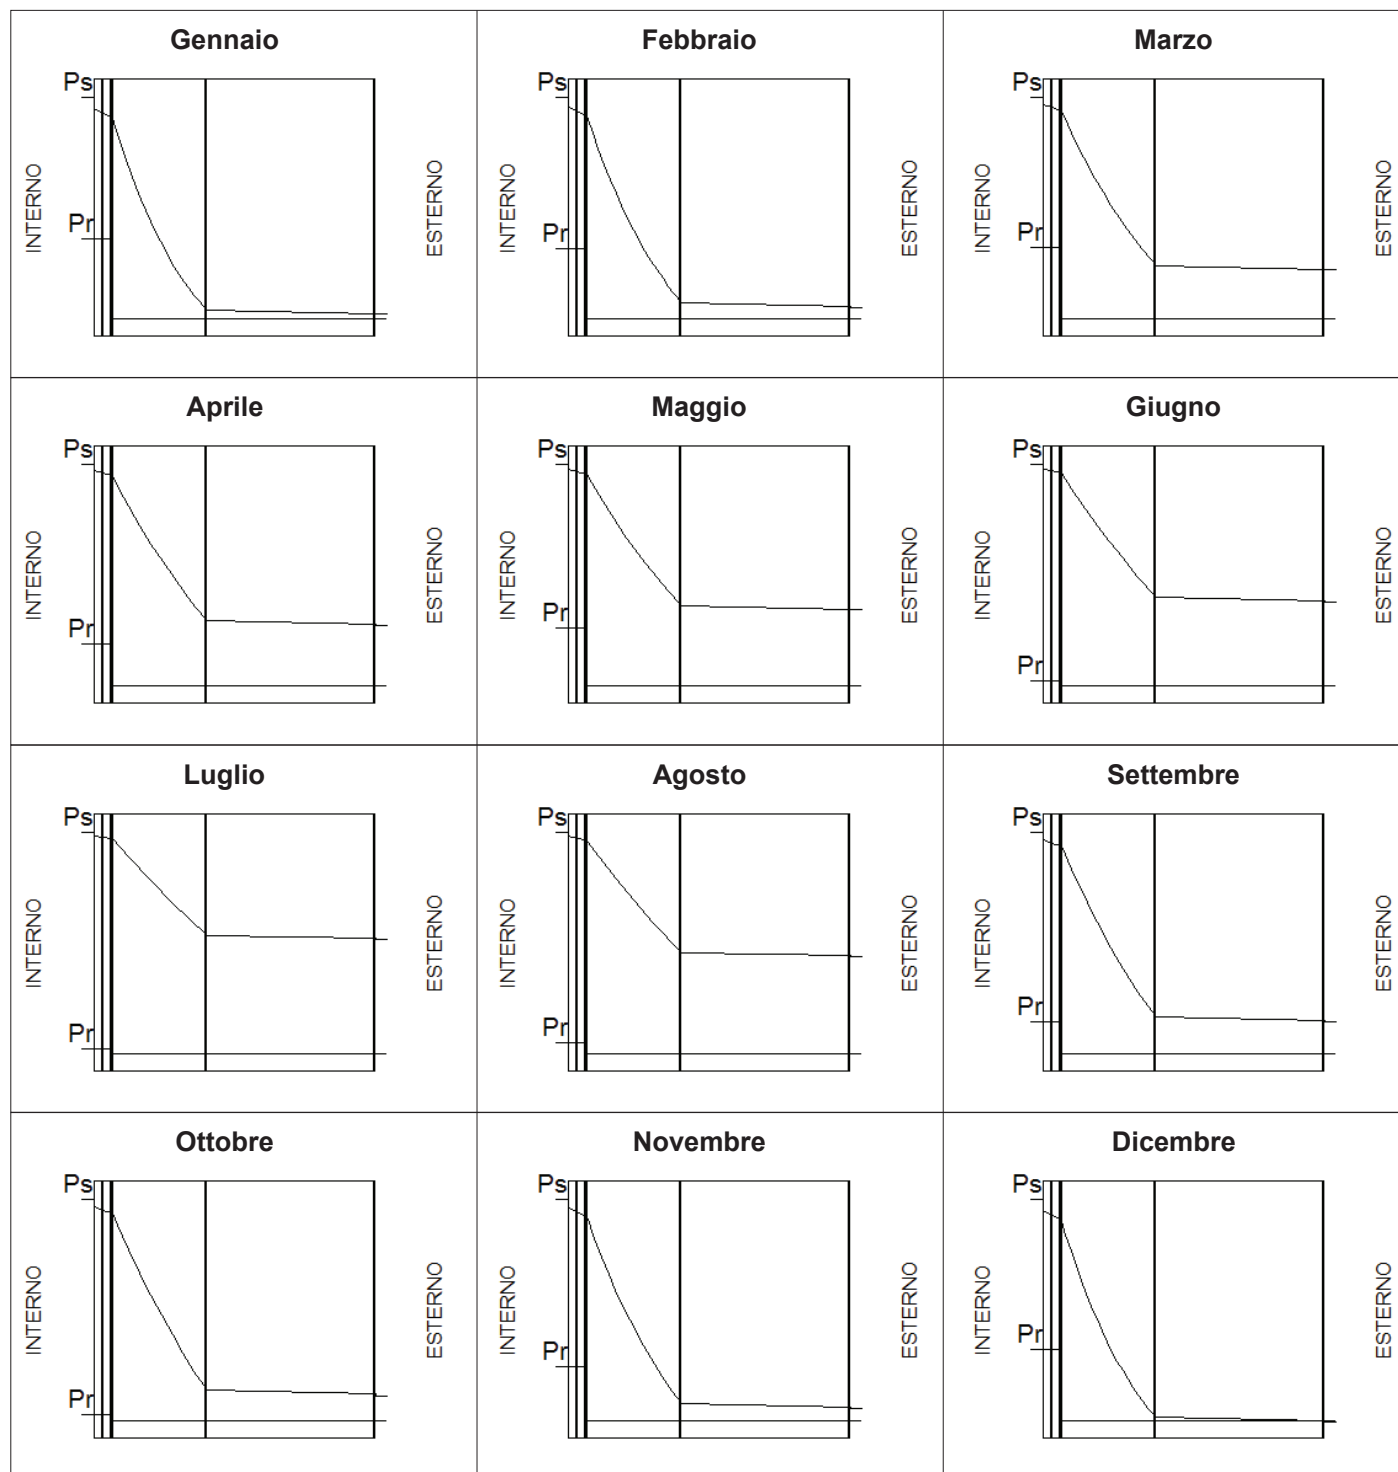 Gennaio
Febbraio
Marzo
Ps
Pr
INTERNO
ESTERNO
Ps
Pr
INTERNO
ESTERNO
Ps
Pr
INTERNO
ESTERNO
Aprile
Maggio
Giugno
Ps
Pr
INTERNO
ESTERNO
Ps
Pr
INTERNO
ESTERNO
Ps
Pr
INTERNO
ESTERNO
Luglio
Agosto
Settembre
Ps
Pr
INTERNO
ESTERNO
Ps
Pr
INTERNO
ESTERNO
Ps
Pr
INTERNO
ESTERNO
Ottobre
Novembre
Dicembre
Ps
Pr
INTERNO
ESTERNO
Ps
Pr
INTERNO
ESTERNO
Ps
Pr
INTERNO
ESTERNO